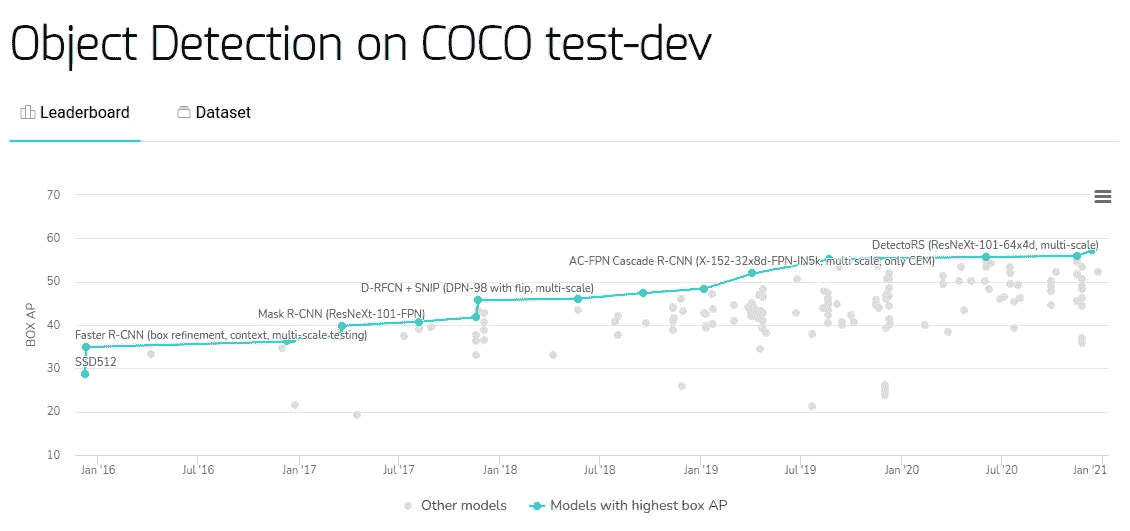 Object Detection on COCO test-dev
Leaderboard
Dataset
70
60
50
40
30
20
10
BOX AP
DetectoRS (ResNeXt-101-64x4d, multi-scale)
AC-FPN Cascade R-CNN (X-152-32x8d-FPN-IN5k, multi scale, only CEM)
D-RFCN + SNIP (DPN-98 with flip, multi-scale)
Mask R-CNN (ResNeXt-101-FPN)
Faster R-CNN (box refinement, context, multi-scale testing)
SSD512
Jan '16
Jul '16
Jan '17
Jul '17
Jan '18
Jul '18
Jan '19
Jul '19
Jan '20
Jul '20
Jan '21
Other models
Models with highest box AP